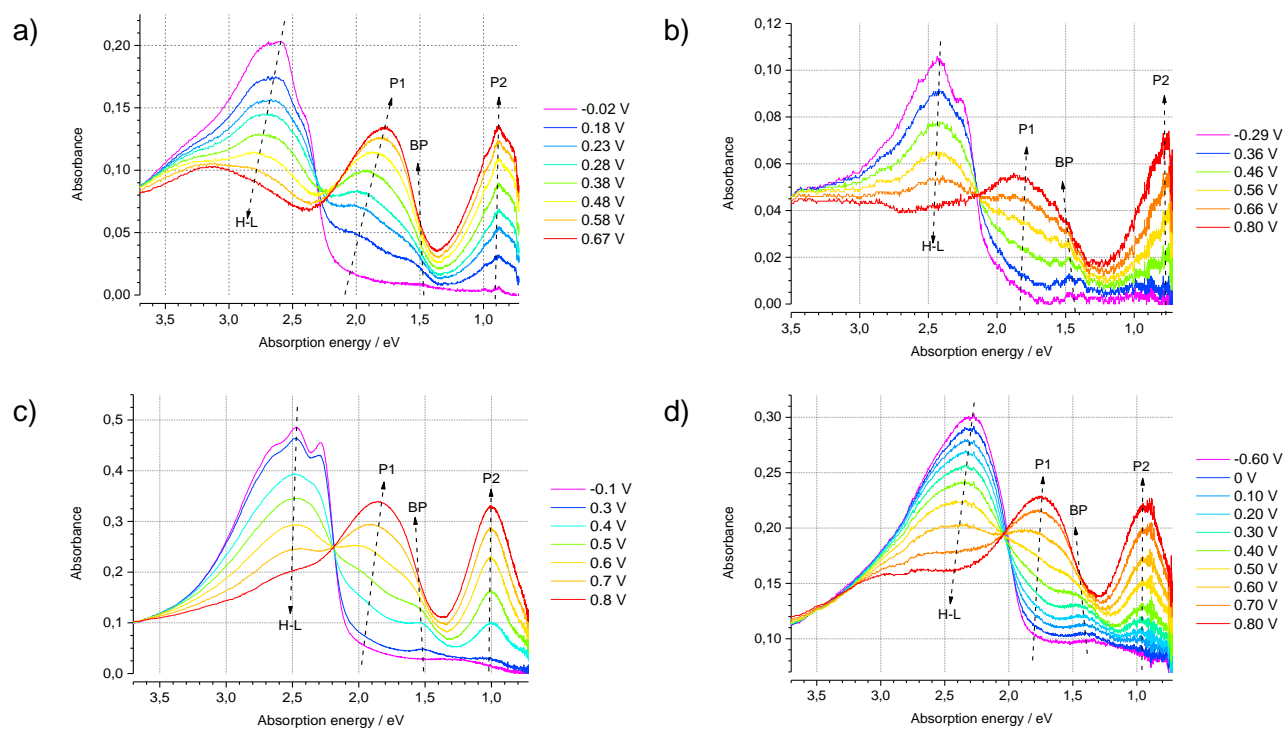 a)
0,20
0,15
0,10
0,05
0,00
Absorbance
3,5
3,0
2,5
2,0
1,5
1,0
Absorption energy / eV
H-L
P1
BP
P2
-0.02 V
0.18 V
0.23 V
0.28 V
0.38 V
0.48 V
0.58 V
0.67 V
b)
0,12
0,10
0,08
0,06
0,04
0,02
0,00
Absorbance
3,5
3,0
2,5
2,0
1,5
1,0
Absorption energy / eV
H-L
P1
BP
P2
-0.29 V
0.36 V
0.46 V
0.56 V
0.66 V
0.80 V
c)
0,5
0,4
0,3
0,2
0,1
0,0
Absorbance
3,5
3,0
2,5
2,0
1,5
1,0
Absorption energy / eV
H-L
P1
BP
P2
-0.1 V
0.3 V
0.4 V
0.5 V
0.6 V
0.7 V
0.8 V
d)
0,30
0,25
0,20
0,15
0,10
Absorbance
3,5
3,0
2,5
2,0
1,5
1,0
Absorption energy / eV
H-L
P1
BP
P2
-0.60 V
0 V
0.10 V
0.20 V
0.30 V
0.40 V
0.50 V
0.60 V
0.70 V
0.80 V